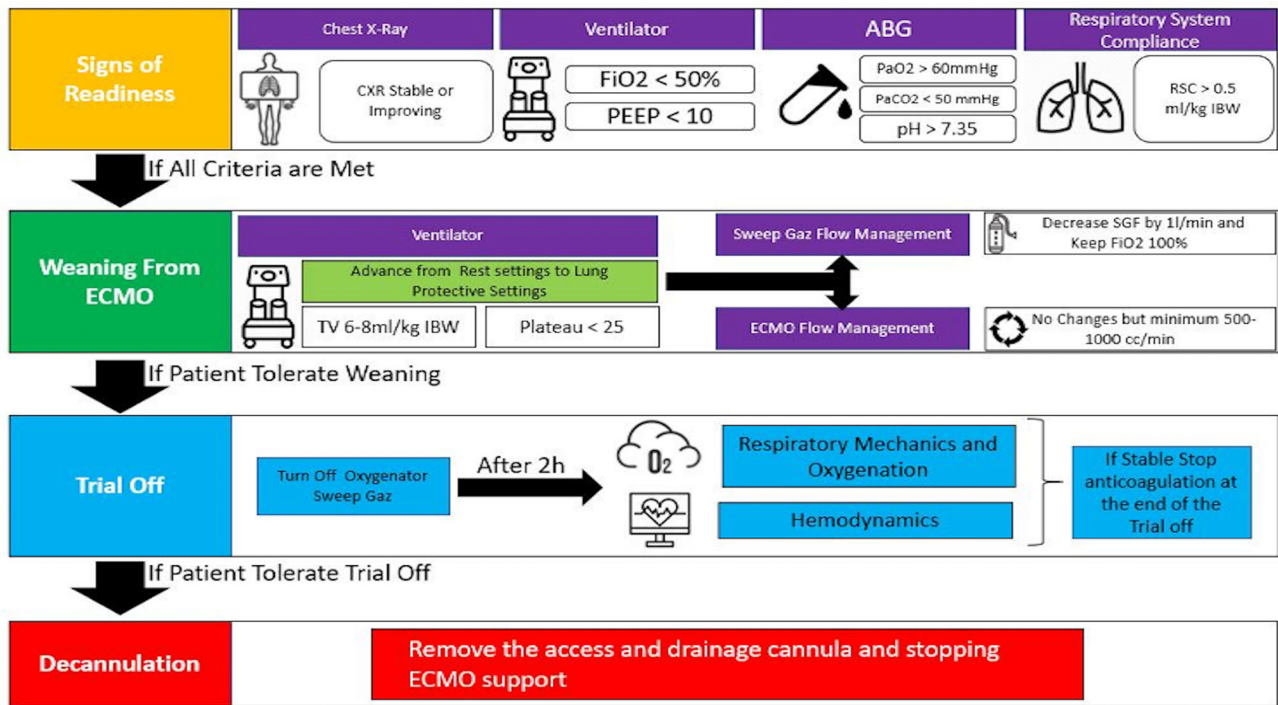 Signs of
Readiness
Chest X-Ray
CXR Stable or
Improving
Ventilator
FiO2 < 50%
PEEP < 10
ABG
PaO2 > 60mmHg
PaCO2 < 50 mmHg
pH > 7.35
Respiratory System
Compliance
RSC > 0.5
ml/kg IBW
If All Criteria are Met
Weaning From
ECMO
Ventilator
Advance from Rest settings to Lung
Protective Settings
TV 6-8ml/kg IBW
Plateau < 25
Sweep Gaz Flow Management
Decrease SGF by 1l/min and
Keep FiO2 100%
ECMO Flow Management
No Changes but minimum 500-
1000 cc/min
If Patient Tolerate Weaning
Trial Off
Turn Off Oxygenator
Sweep Gaz
After 2h
O2
Respiratory Mechanics and
Oxygenation
Hemodynamics
If Stable Stop
anticoagulation at
the end of the
Trial off
If Patient Tolerate Trial Off
Decannulation
Remove the access and drainage cannula and stopping
ECMO support